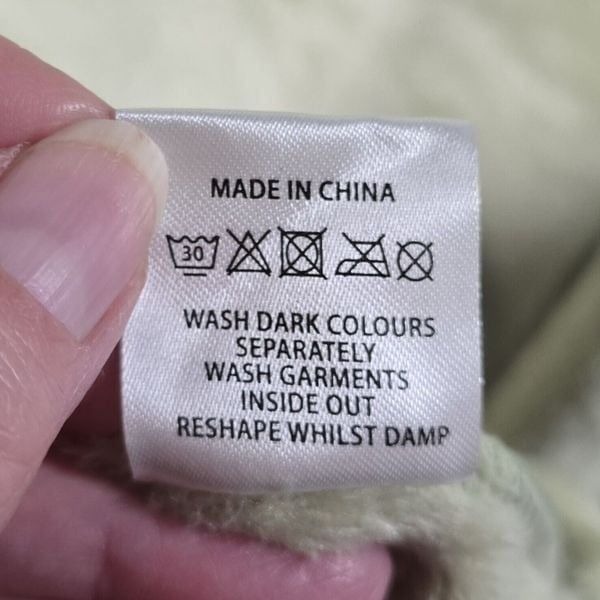 MADE IN CHINA
30
WASH DARK COLOURS
SEPARATELY
WASH GARMENTS
INSIDE OUT
RESHAPE WHILST DAMP